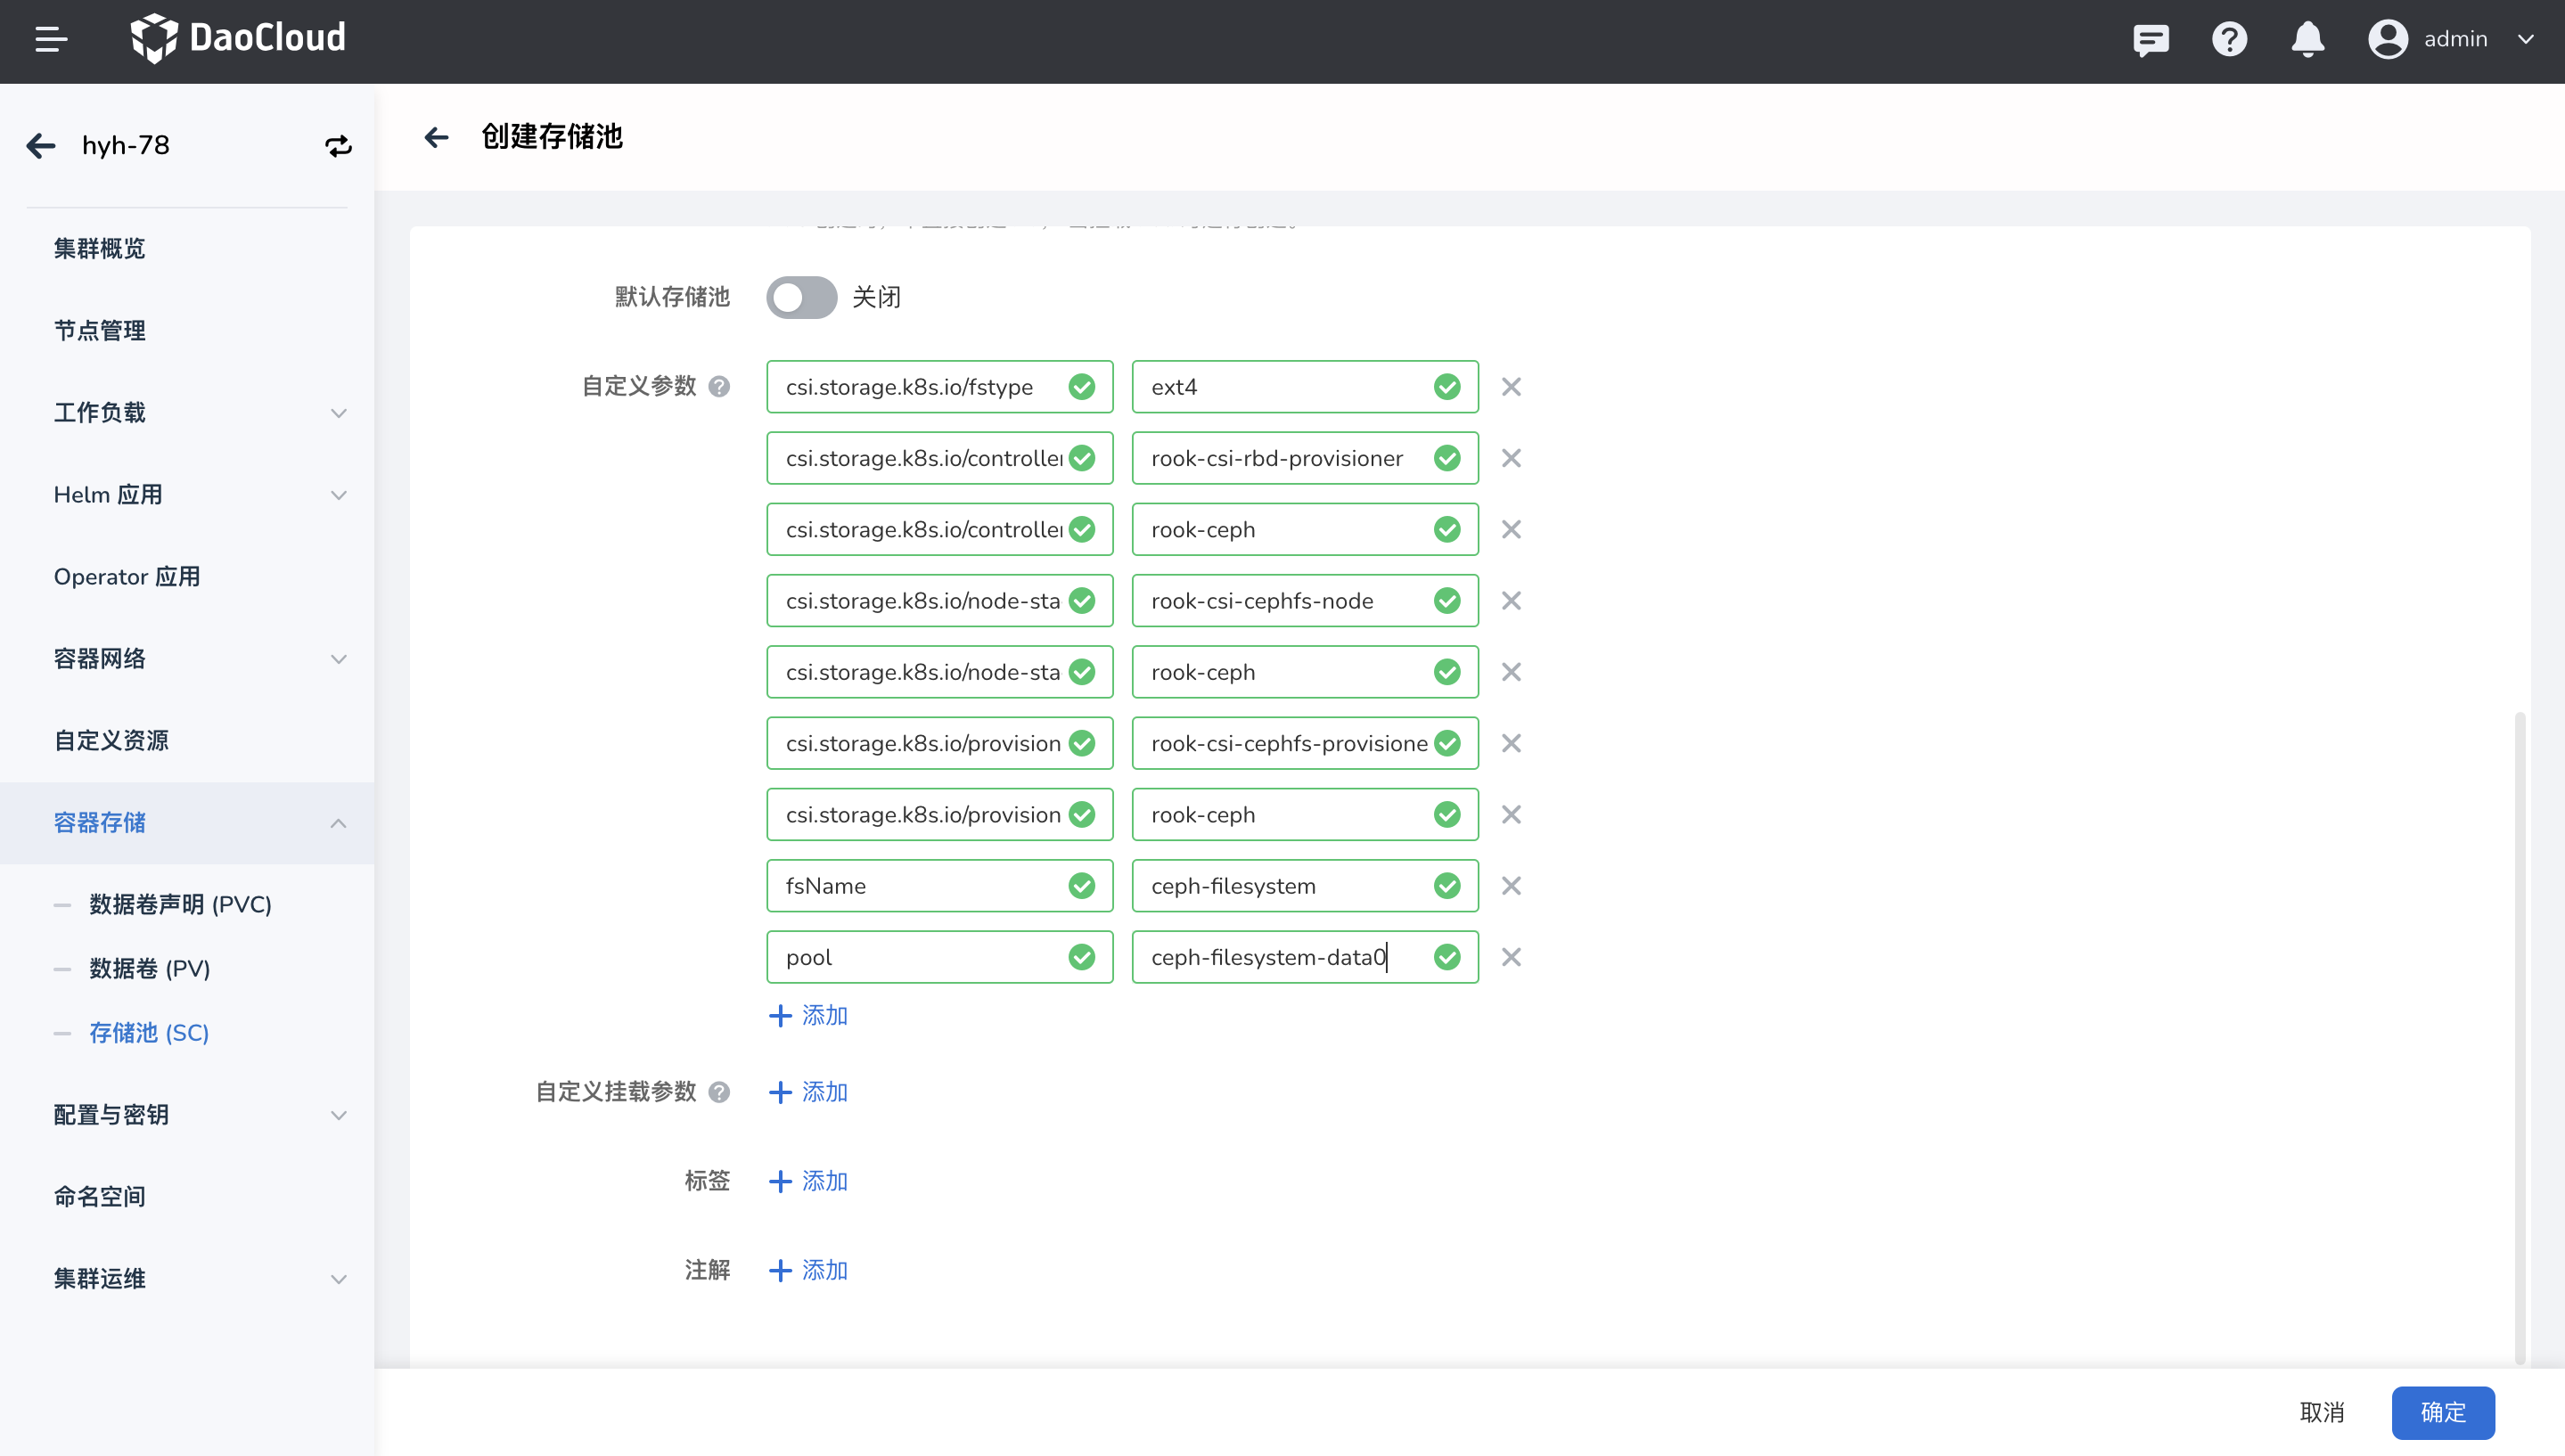 DaoCloud
admin
hyh-78
创建存储池
集群概览
节点管理
工作负载
Helm 应用
Operator 应用
容器网络
自定义资源
容器存储
数据卷声明 (PVC)
数据卷 (PV)
存储池 (SC)
配置与密钥
命名空间
集群运维
默认存储池 关闭
自定义参数 csi.storage.k8s.io/fstype ext4
csi.storage.k8s.io/controller rook-csi-rbd-provisioner
csi.storage.k8s.io/controller rook-ceph
csi.storage.k8s.io/node-sta rook-csi-cephfs-node
csi.storage.k8s.io/node-sta rook-ceph
csi.storage.k8s.io/provision rook-csi-cephfs-provisione
csi.storage.k8s.io/provision rook-ceph
fsName ceph-filesystem
pool ceph-filesystem-data0
添加
自定义挂载参数 添加
标签 添加
注解 添加
取消 确定